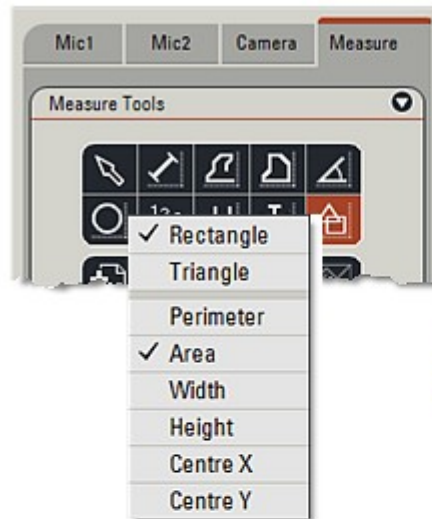 Mic1 Mic2 Camera Measure
Measure Tools
Rectangle
Triangle
Perimeter
Area
Width
Height
Centre X
Centre Y